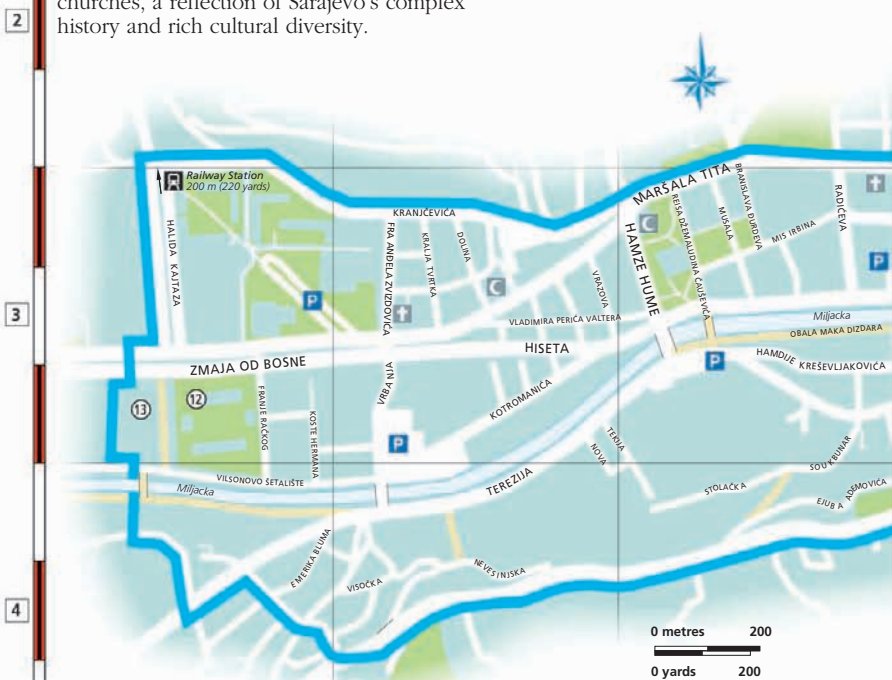 churches, a reflection of Sarajevo's complex
history and rich cultural diversity.
2
Railway Station
200 m (220 yards)
MARŠALA TITA
BRANISLAVA ĐURĐEVA
RADIĆEVA
KRANJČEVIĆA
HALIDA KAJTAZA
FRA ANĐELA ZVIZDOVIĆA
KRALJA TVRTKA
DOLINA
HAMZE HUME
REISA DŽEMALUDINA ČAUŠEVIĆA
MUSALA
MIS IRBINA
VRAZOVA
P
P
3
VLADIMIRA PERIĆA VALTERA
Miljacka
OBALA MAKA DIZDARA
HISETA
ZMAJA OD BOSNE
P
HAMDIJE KREŠEVLJAKOVIĆA
VRBANJA
KOTROMANIĆA
13
12
FRANJE RAČKOG
KOSTE HERMANA
P
TEKIJA
NOVA
SOUKBUNAR
VILSONOVO ŠETALIŠTE
Miljacka
TEREZIJA
STOLAČKA
EJUBA ADEMOVIĆA
EMERIKA BLUMA
VISOČKA
NEVESINJSKA
4
0 metres 200
0 yards 200